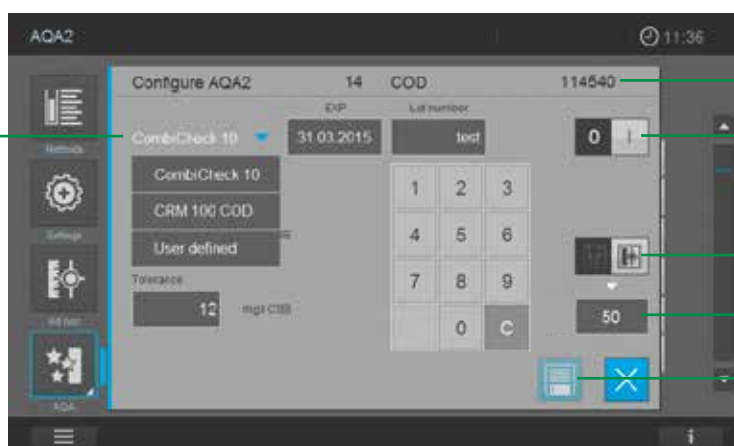 AQA2 11:36
Configure AQA2 14 COD 114540
EXP Lot number
CombiCheck 10 31.03.2015 test 0 I
CombiCheck 10
CRM 100 COD
User defined
Tolerance
12 mg/l CSB
1 2 3
4 5 6
7 8 9
0 C
50
Methods
Settings
AQA
i